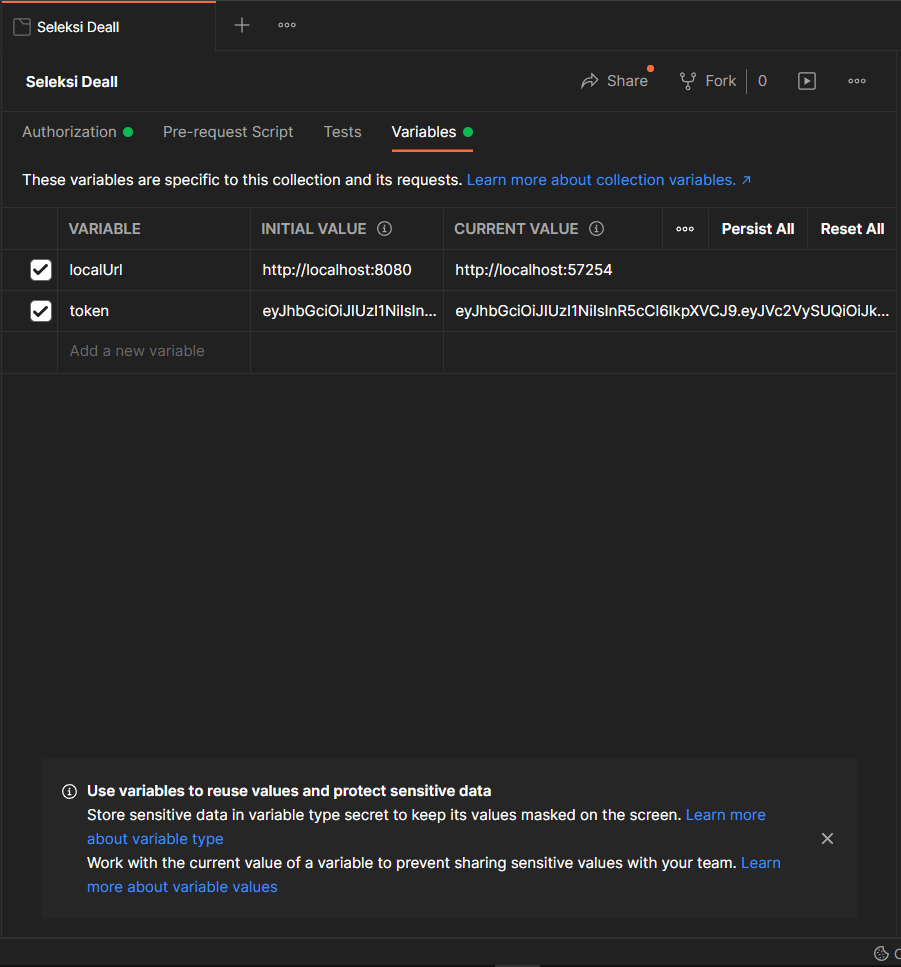 Seleksi Deall
Seleksi Deall
Share
Fork
0
Authorization
Pre-request Script
Tests
Variables
These variables are specific to this collection and its requests. Learn more about collection variables. ↗
VARIABLE
INITIAL VALUE
CURRENT VALUE
Persist All
Reset All
localUrl
http://localhost:8080
http://localhost:57254
token
eyJhbGciOiJIUzI1NiIsIn...
eyJhbGciOiJIUzI1NiIsInR5cCI6IkpXVCJ9.eyJVc2VySUQiOiJk...
Add a new variable
Use variables to reuse values and protect sensitive data
Store sensitive data in variable type secret to keep its values masked on the screen. Learn more
about variable type
Work with the current value of a variable to prevent sharing sensitive values with your team. Learn
more about variable values